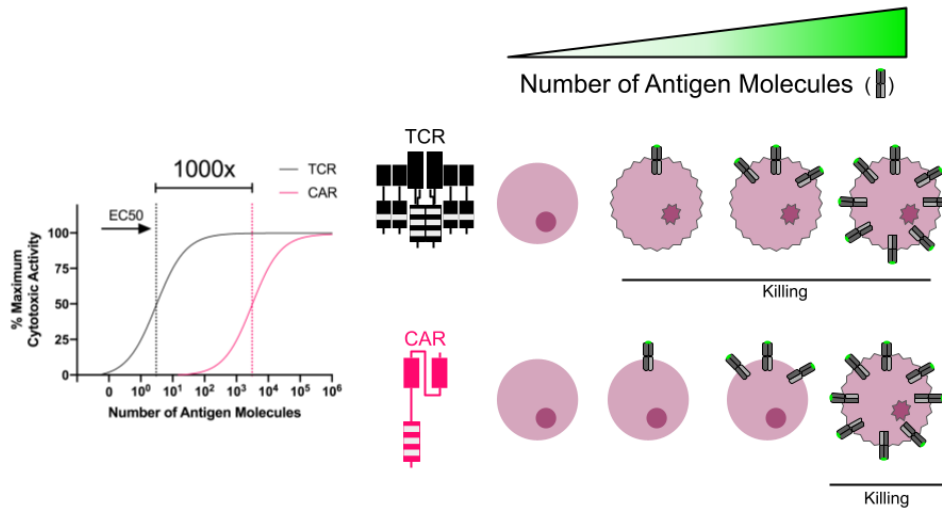 Number of Antigen Molecules ( )
TCR
1000x
TCR
CAR
EC50
100
75
50
25
0
% Maximum
Cytotoxic Activity
0 10⁰ 10¹ 10² 10³ 10⁴ 10⁵ 10⁶
Number of Antigen Molecules
Killing
CAR
Killing